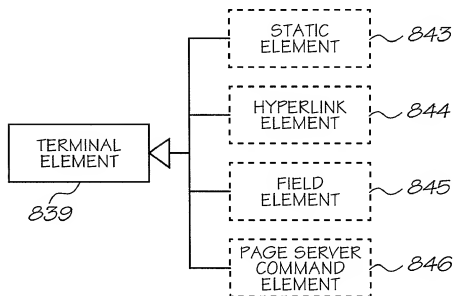 STATIC
ELEMENT
843
HYPERLINK
ELEMENT
844
TERMINAL
ELEMENT
839
FIELD
ELEMENT
845
PAGE SERVER
COMMAND
ELEMENT
846